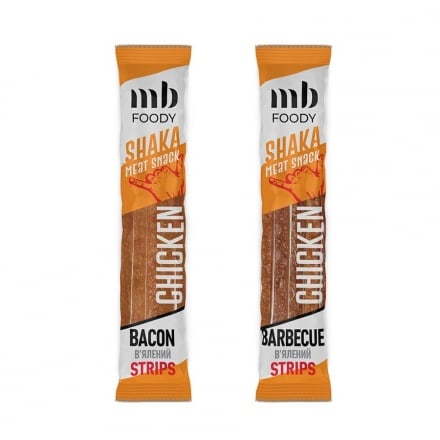 mb
FOODY
SHAKA
MEAT SNACK
CHICKEN
BACON
В'ЯЛЕНИЙ
STRIPS
mb
FOODY
SHAKA
MEAT SNACK
CHICKEN
BARBECUE
В'ЯЛЕНИЙ
STRIPS